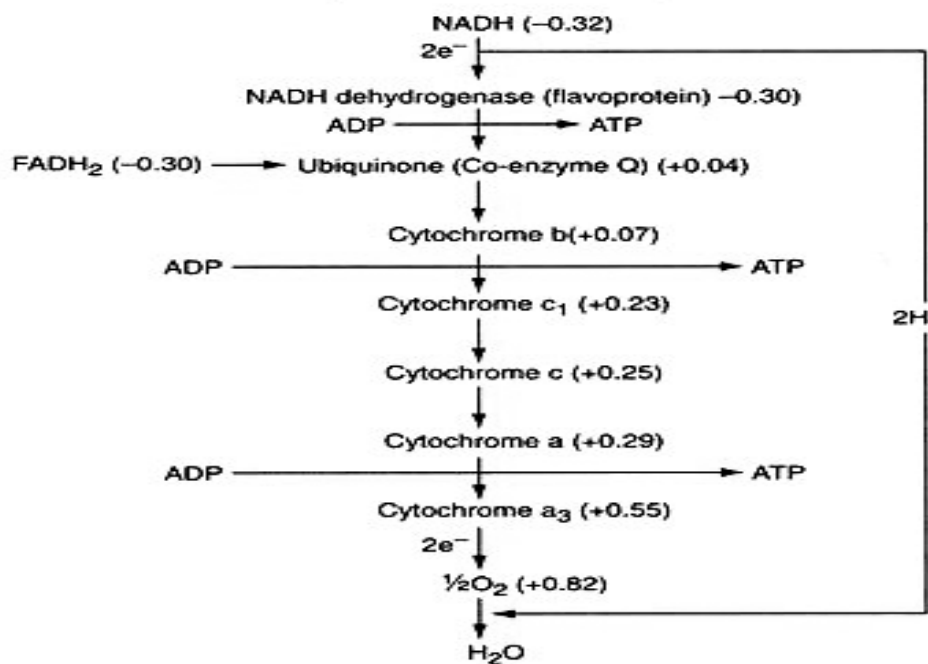 NADH (−0.32)
2e⁻
NADH dehydrogenase (flavoprotein) −0.30)
ADP ATP
FADH₂ (−0.30) Ubiquinone (Co-enzyme Q) (+0.04)
Cytochrome b(+0.07)
ADP ATP
Cytochrome c₁ (+0.23)
2H
Cytochrome c (+0.25)
Cytochrome a (+0.29)
ADP ATP
Cytochrome a₃ (+0.55)
2e⁻
½O₂ (+0.82)
H₂O